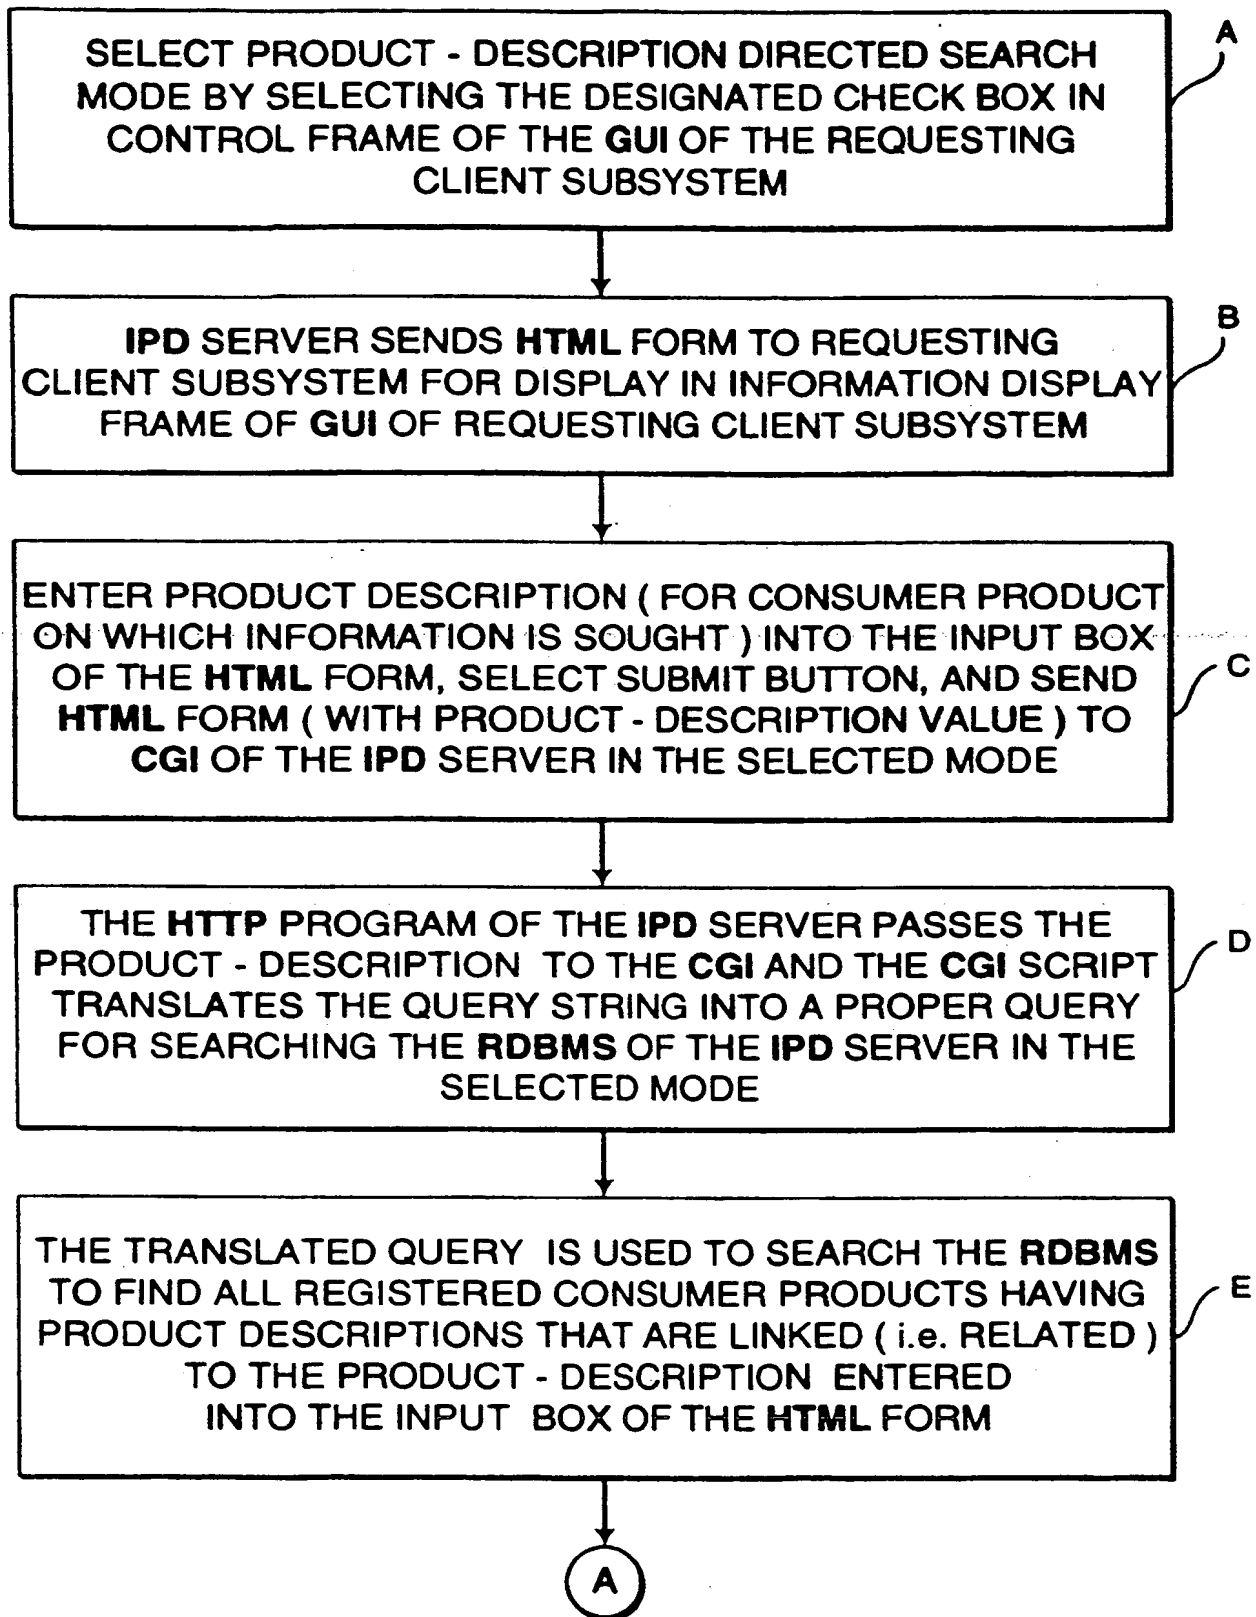 SELECT PRODUCT - DESCRIPTION DIRECTED SEARCH
MODE BY SELECTING THE DESIGNATED CHECK BOX IN
CONTROL FRAME OF THE GUI OF THE REQUESTING
CLIENT SUBSYSTEM
A
IPD SERVER SENDS HTML FORM TO REQUESTING
CLIENT SUBSYSTEM FOR DISPLAY IN INFORMATION DISPLAY
FRAME OF GUI OF REQUESTING CLIENT SUBSYSTEM
B
ENTER PRODUCT DESCRIPTION ( FOR CONSUMER PRODUCT
ON WHICH INFORMATION IS SOUGHT ) INTO THE INPUT BOX
OF THE HTML FORM, SELECT SUBMIT BUTTON, AND SEND
HTML FORM ( WITH PRODUCT - DESCRIPTION VALUE ) TO
CGI OF THE IPD SERVER IN THE SELECTED MODE
C
THE HTTP PROGRAM OF THE IPD SERVER PASSES THE
PRODUCT - DESCRIPTION TO THE CGI AND THE CGI SCRIPT
TRANSLATES THE QUERY STRING INTO A PROPER QUERY
FOR SEARCHING THE RDBMS OF THE IPD SERVER IN THE
SELECTED MODE
D
THE TRANSLATED QUERY IS USED TO SEARCH THE RDBMS
TO FIND ALL REGISTERED CONSUMER PRODUCTS HAVING
PRODUCT DESCRIPTIONS THAT ARE LINKED ( i.e. RELATED )
TO THE PRODUCT - DESCRIPTION ENTERED
INTO THE INPUT BOX OF THE HTML FORM
E
A